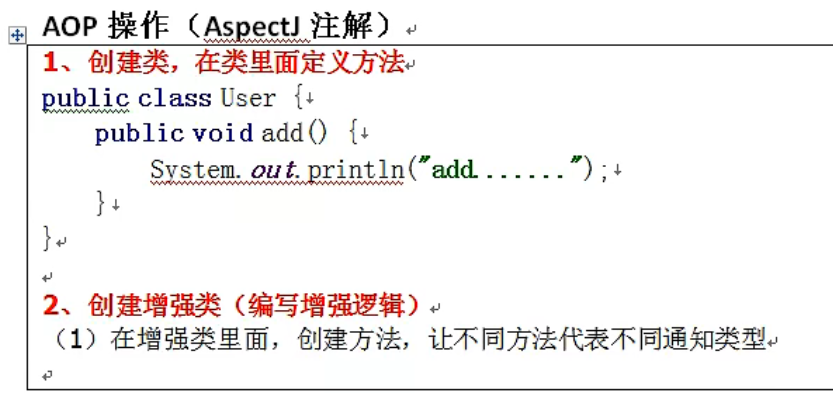 AOP 操作（AspectJ 注解）
1、创建类，在类里面定义方法
public class User {
public void add() {
System.out.println("add......");
}
}
2、创建增强类（编写增强逻辑）
（1）在增强类里面，创建方法，让不同方法代表不同通知类型